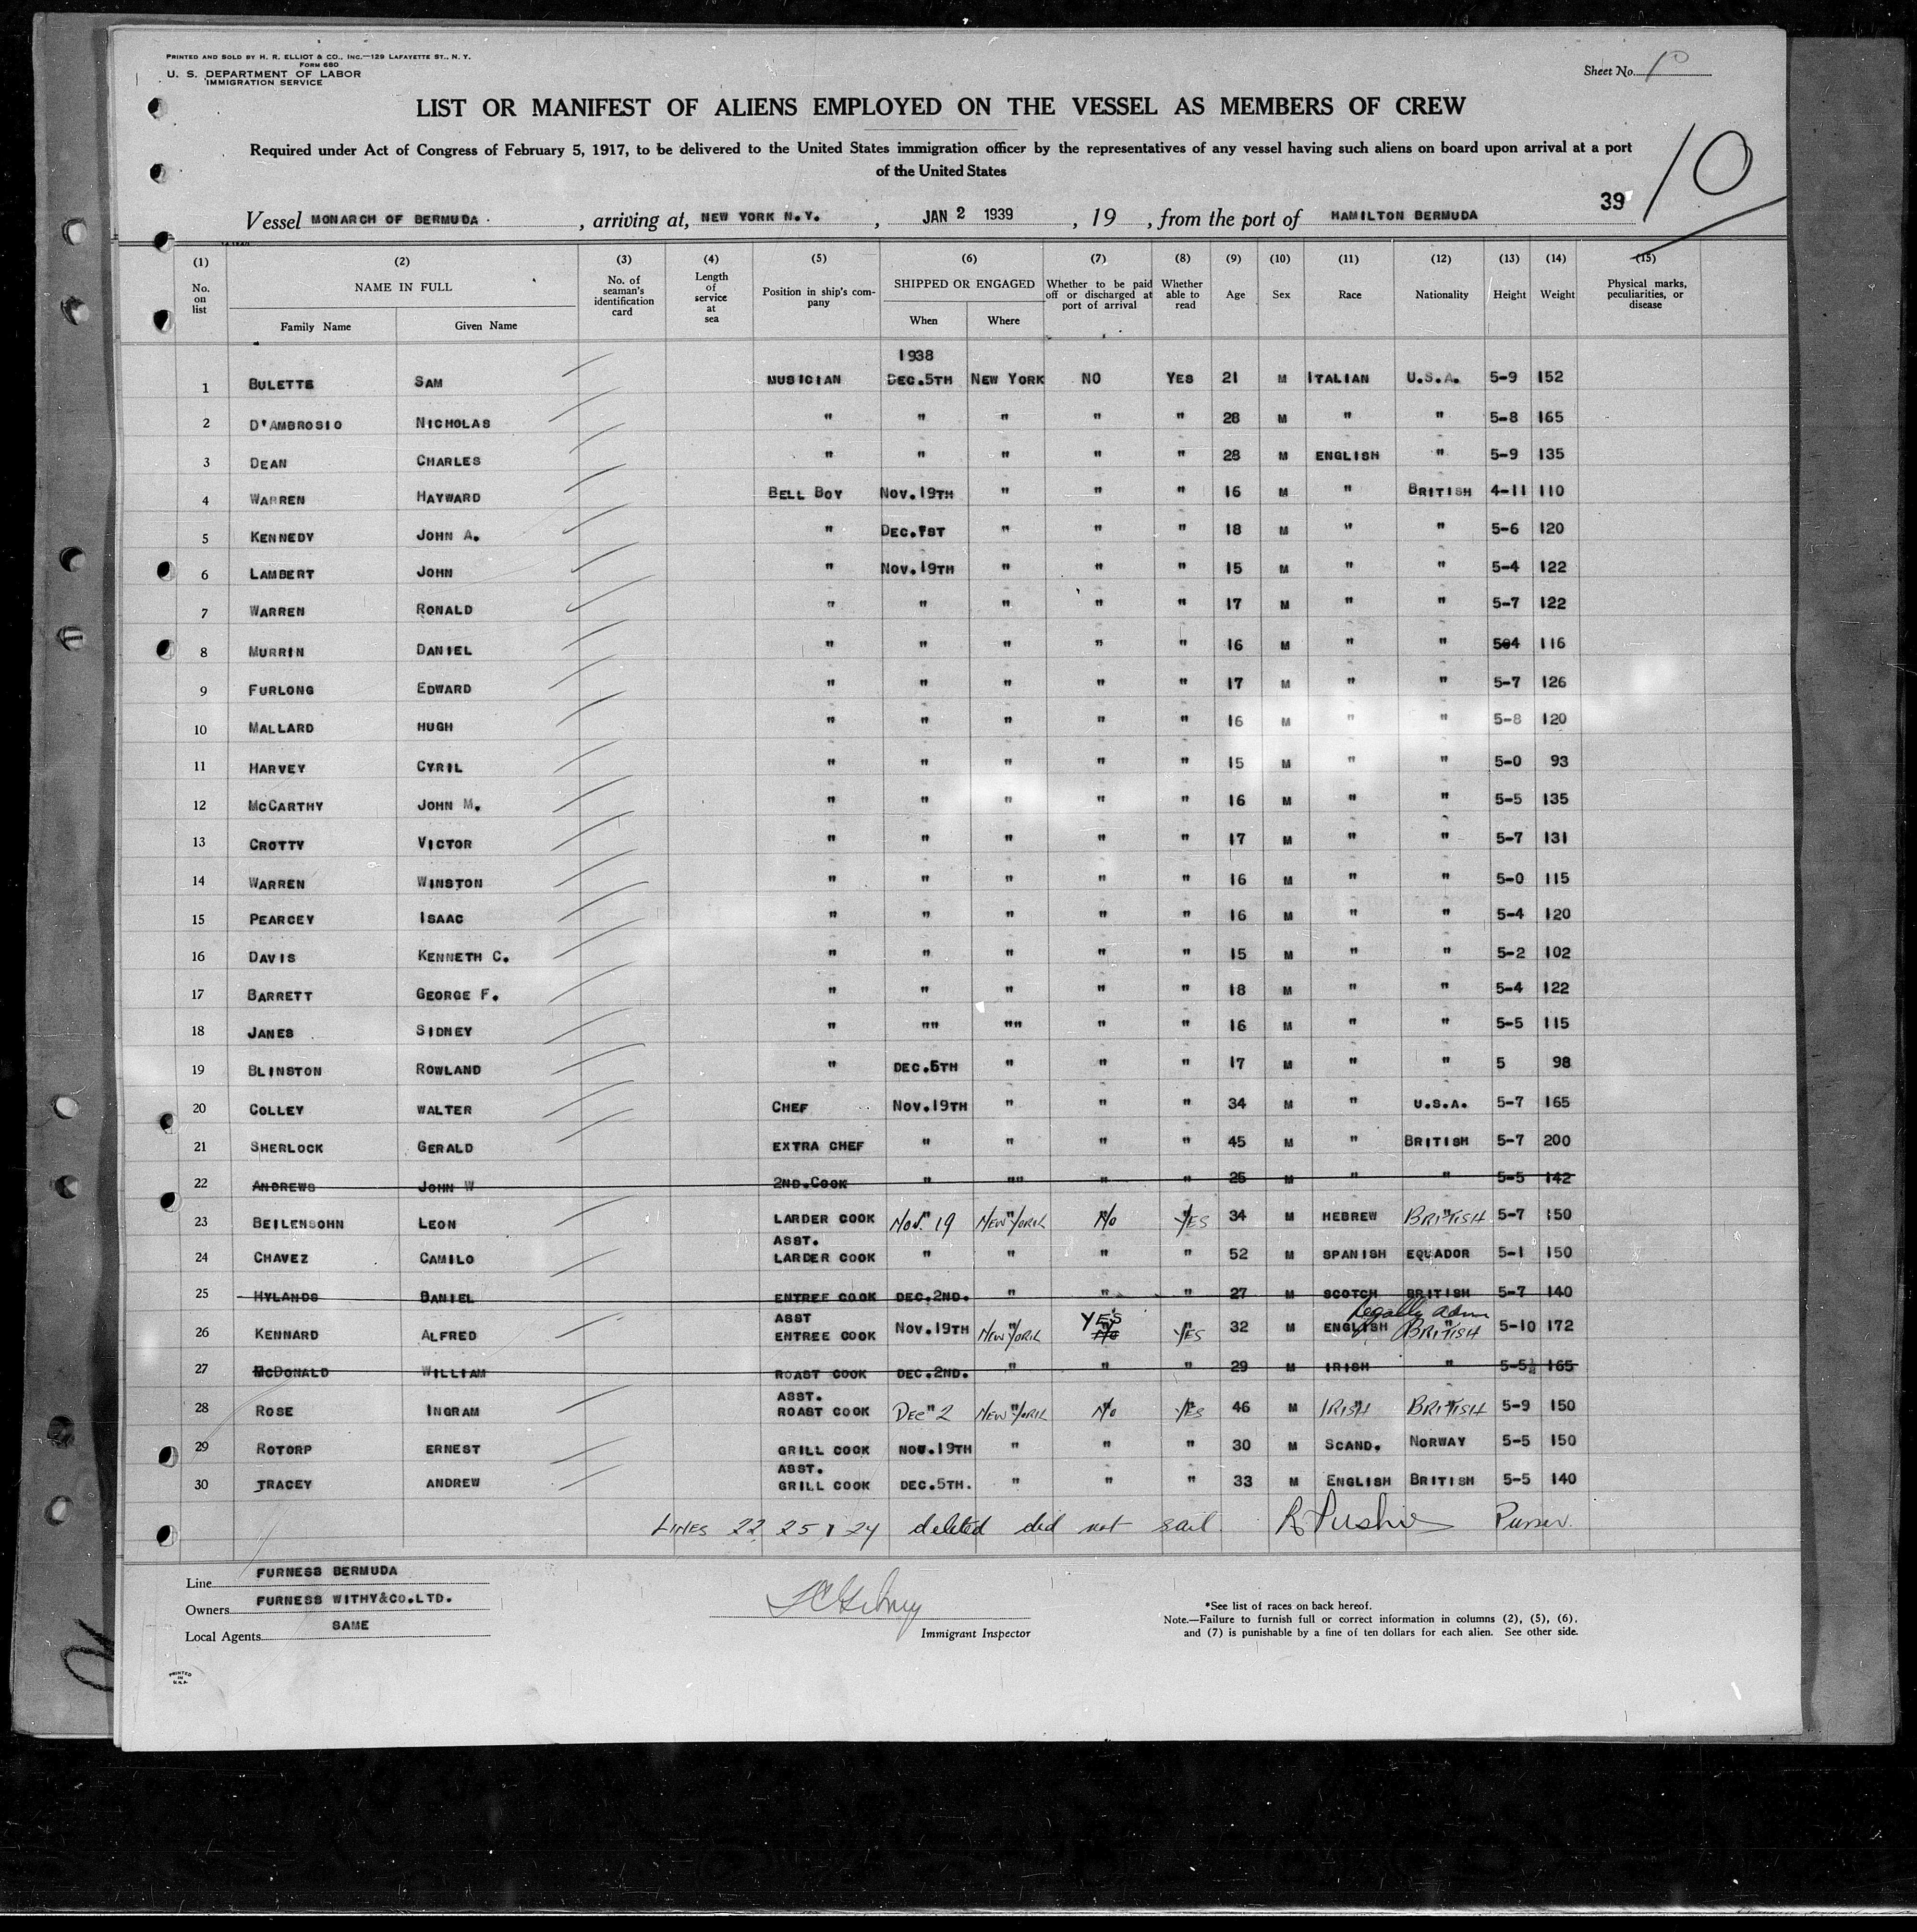 PRINTED AND SOLD BY H. R. ELLIOT & CO., INC.—129 LAFAYETTE ST., N. Y.
FORM 680
U. S. DEPARTMENT OF LABOR
IMMIGRATION SERVICE
Sheet No. 10
LIST OR MANIFEST OF ALIENS EMPLOYED ON THE VESSEL AS MEMBERS OF CREW
10
Required under Act of Congress of February 5, 1917, to be delivered to the United States immigration officer by the representatives of any vessel having such aliens on board upon arrival at a port
of the United States
39
Vessel MONARCH OF BERMUDA , arriving at, NEW YORK N.Y. , JAN 2 1939 , 19 , from the port of HAMILTON BERMUDA
(1) (2) (3) (4) (5) (6) (7) (8) (9) (10) (11) (12) (13) (14) (15)
No. on list NAME IN FULL No. of seaman's identification card Length of service at sea Position in ship's company SHIPPED OR ENGAGED Whether to be paid off or discharged at port of arrival Whether able to read Age Sex Race Nationality Height Weight Physical marks, peculiarities, or disease
Family Name Given Name When Where
1938
1 BULETTE SAM MUSICIAN DEC.5TH NEW YORK NO YES 21 M ITALIAN U.S.A. 5-9 152
2 D'AMBROSIO NICHOLAS " " " " " 28 M " " 5-8 165
3 DEAN CHARLES " " " " " 28 M ENGLISH " 5-9 135
4 WARREN HAYWARD BELL BOY NOV.19TH " " " 16 M " BRITISH 4-11 110
5 KENNEDY JOHN A. " DEC.1ST " " " 18 M " " 5-6 120
6 LAMBERT JOHN " NOV.19TH " " " 15 M " " 5-4 122
7 WARREN RONALD " " " " " 17 M " " 5-7 122
8 MURRIN DANIEL " " " " " 16 M " " 5-4 116
9 FURLONG EDWARD " " " " " 17 M " " 5-7 126
10 MALLARD HUGH " " " " " 16 M " " 5-8 120
11 HARVEY CYRIL " " " " " 15 M " " 5-0 93
12 MCCARTHY JOHN M. " " " " " 16 M " " 5-5 135
13 CROTTY VICTOR " " " " " 17 M " " 5-7 131
14 WARREN WINSTON " " " " " 16 M " " 5-0 115
15 PEARCEY ISAAC " " " " " 16 M " " 5-4 120
16 DAVIS KENNETH C. " " " " " 15 M " " 5-2 102
17 BARRETT GEORGE F. " " " " " 18 M " " 5-4 122
18 JANES SIDNEY " "" "" " " 16 M " " 5-5 115
19 BLINSTON ROWLAND " DEC.5TH " " " 17 M " " 5 98
20 COLLEY WALTER CHEF NOV.19TH " " " 34 M " U.S.A. 5-7 165
21 SHERLOCK GERALD EXTRA CHEF " " " " 45 M " BRITISH 5-7 200
22 ANDREWS JOHN W 2ND.COOK " "" " " 25 M " " 5-5 142
23 BEILENSOHN LEON LARDER COOK NOV. 19 NEW YORK NO YES 34 M HEBREW BRITISH 5-7 150
24 CHAVEZ CAMILO ASST. LARDER COOK " " " " 52 M SPANISH EQUADOR 5-1 150
25 HYLANDS DANIEL ENTREE COOK DEC.2ND. " " " 27 M SCOTCH BRITISH 5-7 140
Legally adm
26 KENNARD ALFRED ASST ENTREE COOK NOV.19TH NEW YORK YES NO YES 32 M ENGLISH BRITISH 5-10 172
27 MCDONALD WILLIAM ROAST COOK DEC.2ND. " " " 29 M IRISH " 5-5½ 165
28 ROSE INGRAM ASST. ROAST COOK DEC 2 NEW YORK NO YES 46 M IRISH BRITISH 5-9 150
29 ROTORP ERNEST GRILL COOK NOV.19TH " " " 30 M SCAND. NORWAY 5-5 150
30 TRACEY ANDREW ASST. GRILL COOK DEC.5TH. " " " 33 M ENGLISH BRITISH 5-5 140
LINES 22 25 & 27 deleted did not sail. Purser.
Line FURNESS BERMUDA
Owners FURNESS WITHY&CO.LTD.
Local Agents SAME
Immigrant Inspector
*See list of races on back hereof.
Note.—Failure to furnish full or correct information in columns (2), (5), (6), and (7) is punishable by a fine of ten dollars for each alien. See other side.
PRINTED IN U.S.A.